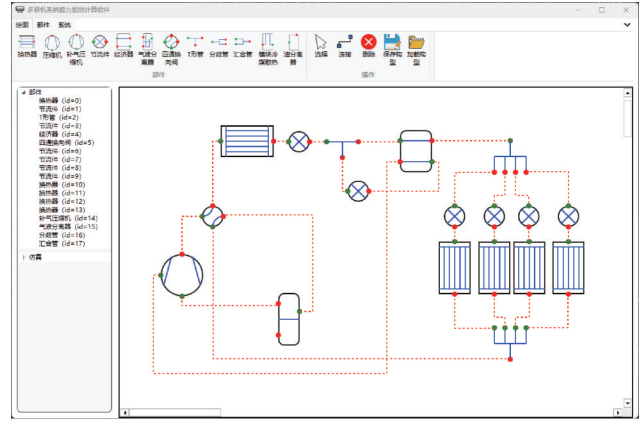 多联机系统能力能效计算器软件
绘图 部件 系统
换热器 压缩机 补气压缩机 节流件 经济器 气液分离器 四通换向阀 T形管 分歧管 汇合管 模块冷媒散热 油分离器 选择 连接 删除 保存构型 加载构型
部件 操作
部件
换热器 (id=0)
节流件 (id=1)
T形管 (id=2)
节流件 (id=3)
经济器 (id=4)
四通换向阀 (id=5)
节流件 (id=6)
节流件 (id=7)
节流件 (id=8)
节流件 (id=9)
换热器 (id=10)
换热器 (id=11)
换热器 (id=12)
换热器 (id=13)
补气压缩机 (id=14)
气液分离器 (id=15)
分歧管 (id=16)
汇合管 (id=17)
仿真